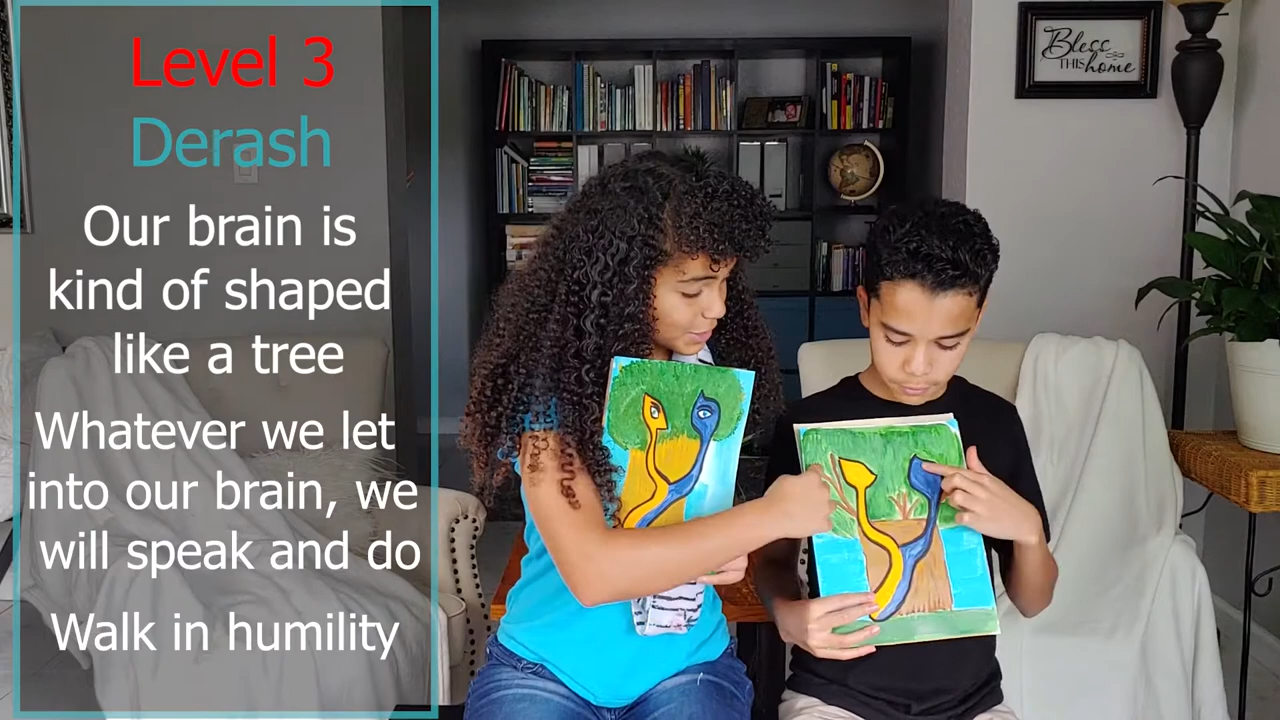 Level 3
Derash
Our brain is
kind of shaped
like a tree
Whatever we let
into our brain, we
will speak and do
Walk in humility
Bless
THIS home